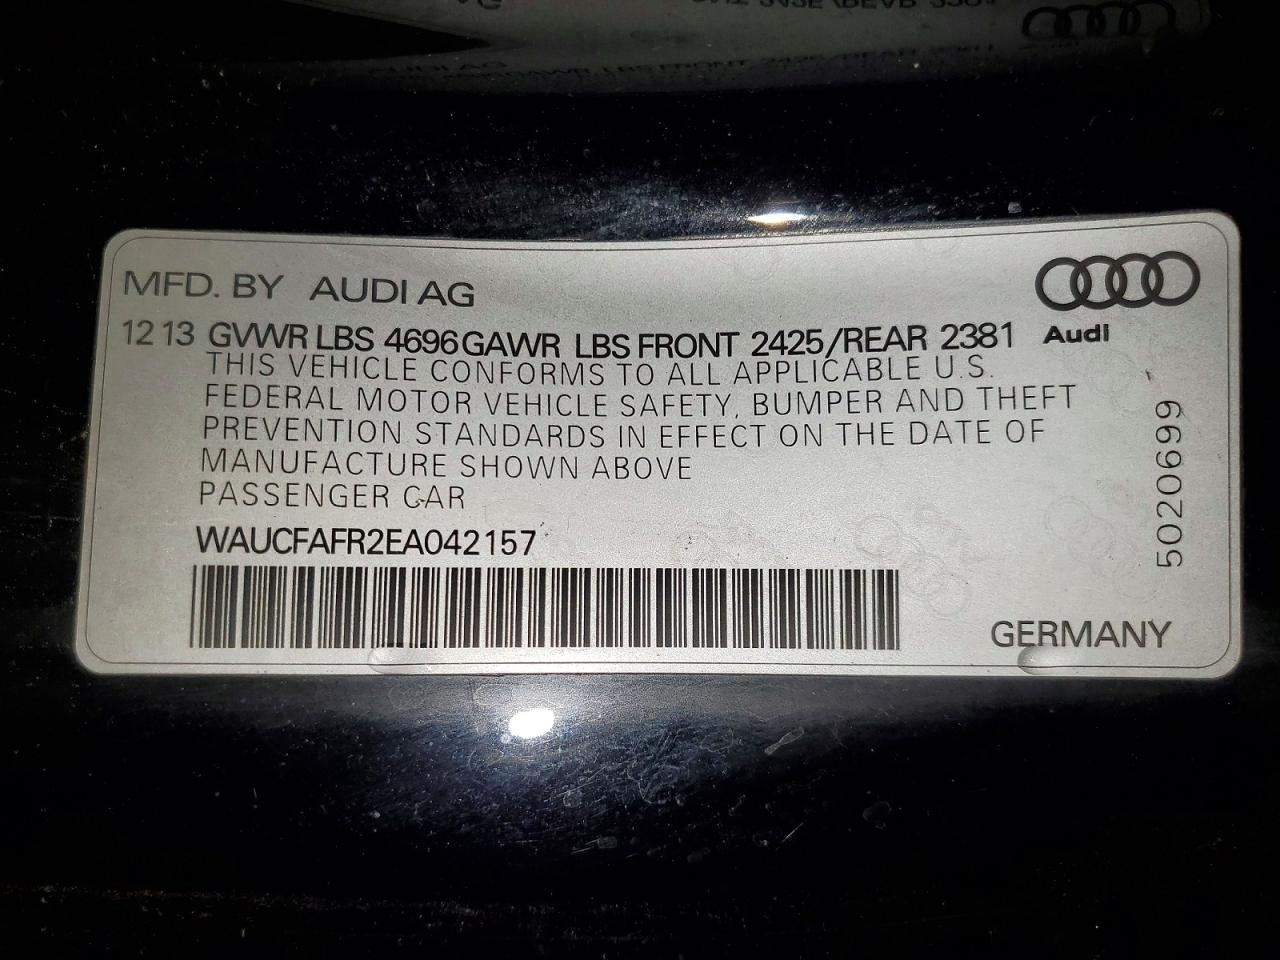 MFD. BY AUDI AG
12 13 GVWR LBS 4696 GAWR LBS FRONT 2425/REAR 2381
Audi
THIS VEHICLE CONFORMS TO ALL APPLICABLE U.S.
FEDERAL MOTOR VEHICLE SAFETY, BUMPER AND THEFT
PREVENTION STANDARDS IN EFFECT ON THE DATE OF
MANUFACTURE SHOWN ABOVE
PASSENGER CAR
WAUCFAFR2EA042157
5020699
GERMANY